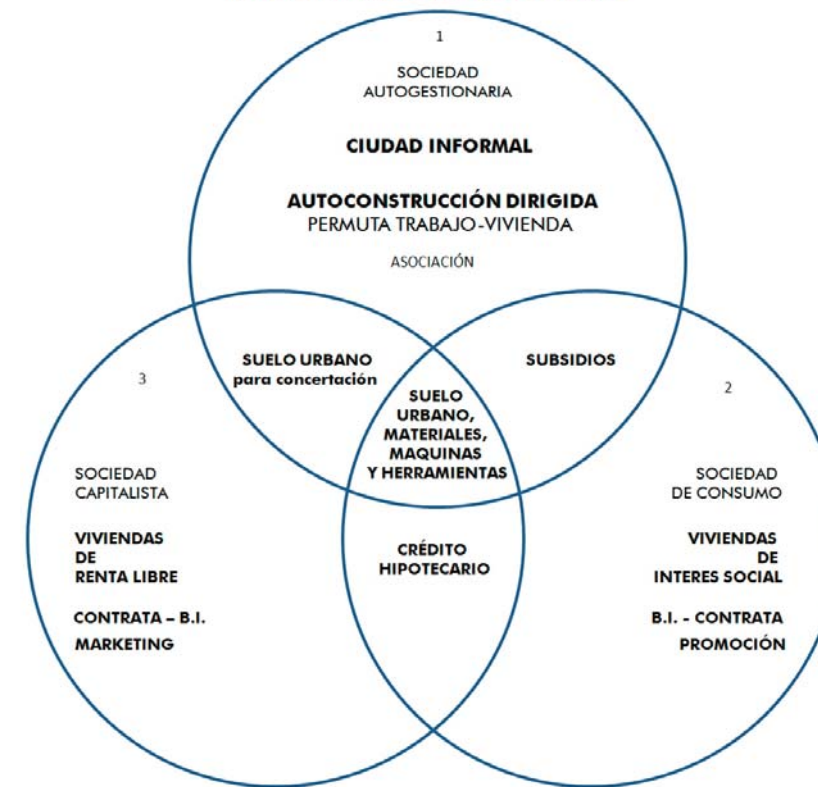 1
SOCIEDAD
AUTOGESTIONARIA
CIUDAD INFORMAL
AUTOCONSTRUCCIÓN DIRIGIDA
PERMUTA TRABAJO-VIVIENDA
ASOCIACIÓN
SUELO URBANO
para concertación
SUBSIDIOS
SUELO
URBANO,
MATERIALES,
MAQUINAS
Y HERRAMIENTAS
3
SOCIEDAD
CAPITALISTA
VIVIENDAS
DE
RENTA LIBRE
CONTRATA – B.I.
MARKETING
CRÉDITO
HIPOTECARIO
2
SOCIEDAD
DE CONSUMO
VIVIENDAS
DE
INTERES SOCIAL
B.I. - CONTRATA
PROMOCIÓN